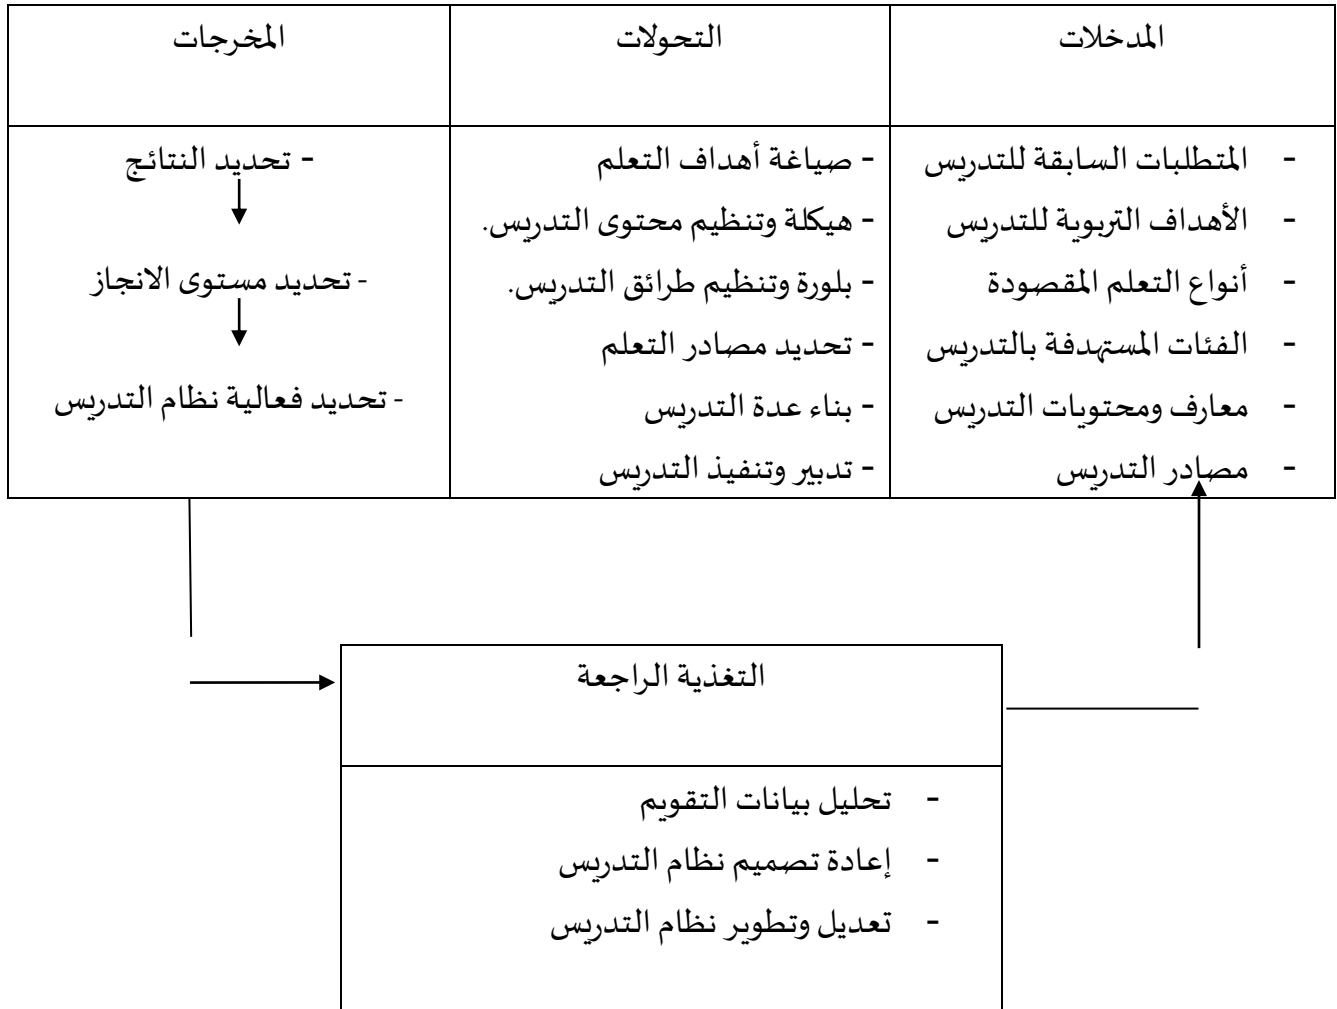 المدخلات
- المتطلبات السابقة للتدريس
- الأهداف التربوية للتدريس
- أنواع التعلم المقصودة
- الفئات المستهدفة بالتدريس
- معارف ومحتويات التدريس
- مصادر التدريس
التحولات
- صياغة أهداف التعلم
- هيكلة وتنظيم محتوى التدريس.
- بلورة وتنظيم طرائق التدريس.
- تحديد مصادر التعلم
- بناء عدة التدريس
- تدبير وتنفيذ التدريس
المخرجات
- تحديد النتائج
- تحديد مستوى الانجاز
- تحديد فعالية نظام التدريس
التغذية الراجعة
- تحليل بيانات التقويم
- إعادة تصميم نظام التدريس
- تعديل وتطوير نظام التدريس